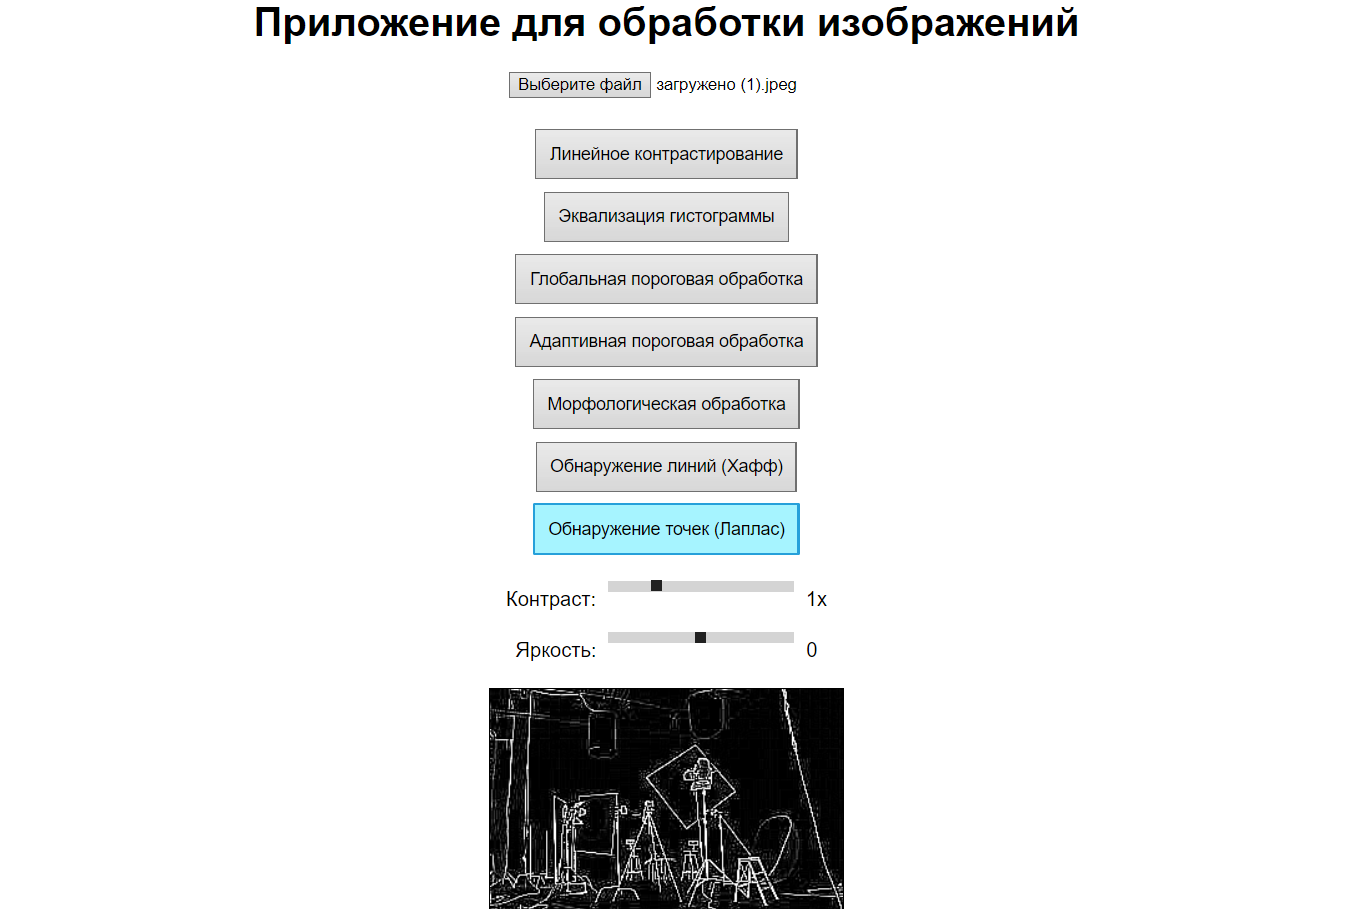 Приложение для обработки изображений
Выберите файл загружено (1).jpeg
Линейное контрастирование
Эквализация гистограммы
Глобальная пороговая обработка
Адаптивная пороговая обработка
Морфологическая обработка
Обнаружение линий (Хафф)
Обнаружение точек (Лаплас)
Контраст: 1x
Яркость: 0